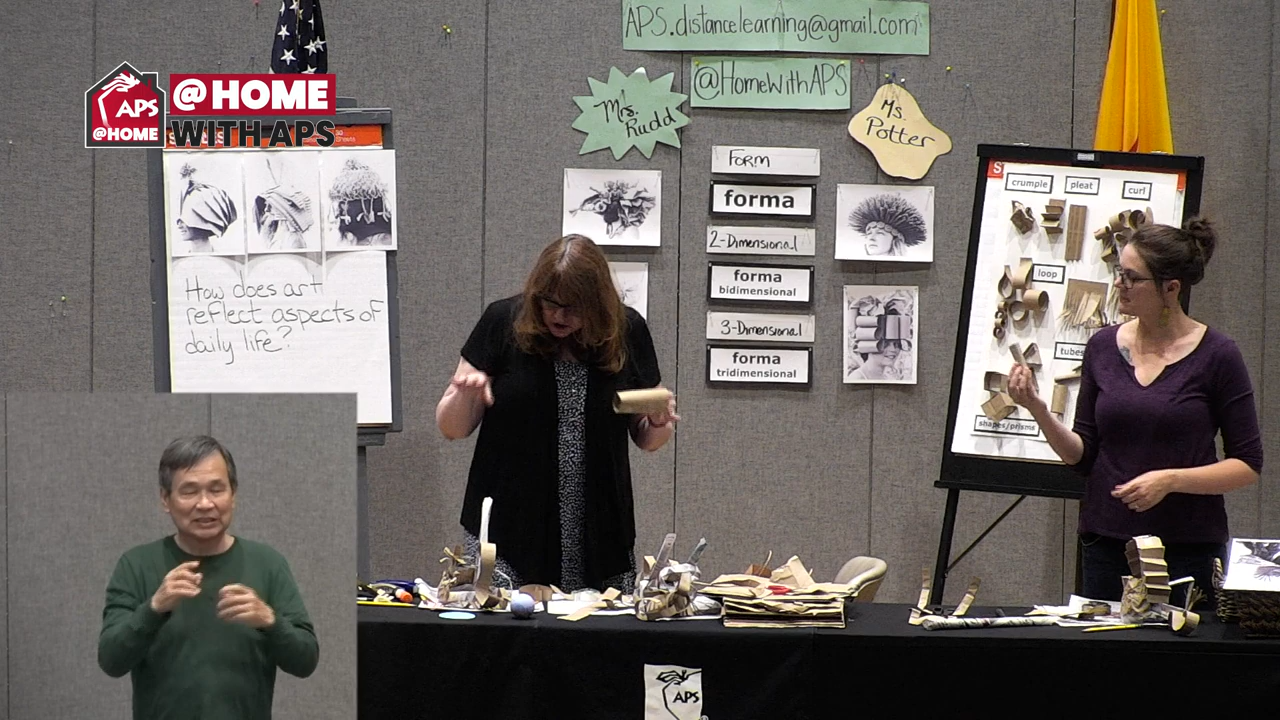 APS.distancelearning@gmail.com
@HomeWithAPS
Mrs.
Rudd
Ms.
Potter
APS
@HOME
@HOME
WITH APS
How does art
reflect aspects of
daily life?
FORM
forma
2-Dimensional
forma
bidimensional
3-Dimensional
forma
tridimensional
crumple
pleat
curl
loop
tubes
shapes/prisms
APS